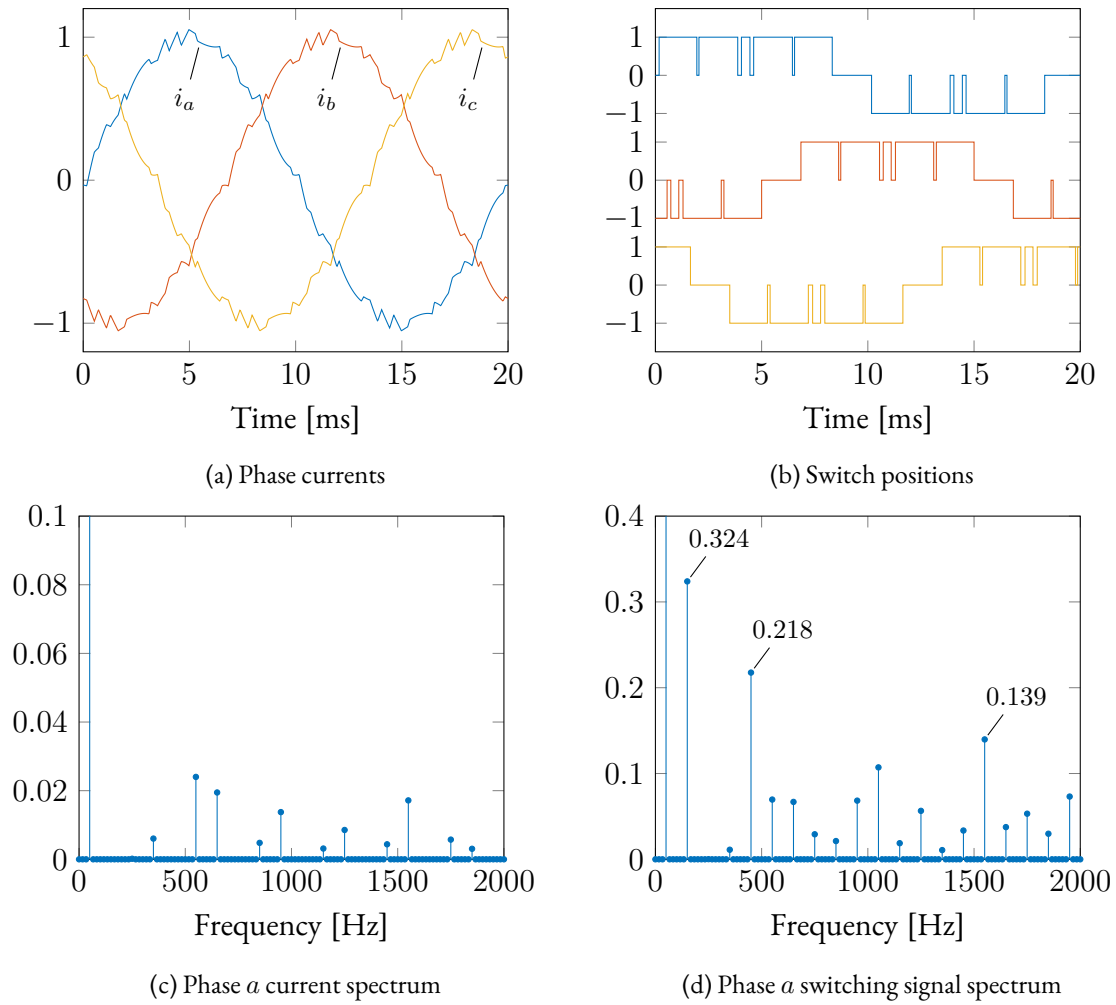 1
0
−1
i_a
i_b
i_c
0 5 10 15 20
Time [ms]
(a) Phase currents
1
0
−1
1
0
−1
1
0
−1
0 5 10 15 20
Time [ms]
(b) Switch positions
0.1
0.08
0.06
0.04
0.02
0
0 500 1000 1500 2000
Frequency [Hz]
(c) Phase a current spectrum
0.4
0.3
0.2
0.1
0
0.324
0.218
0.139
0 500 1000 1500 2000
Frequency [Hz]
(d) Phase a switching signal spectrum